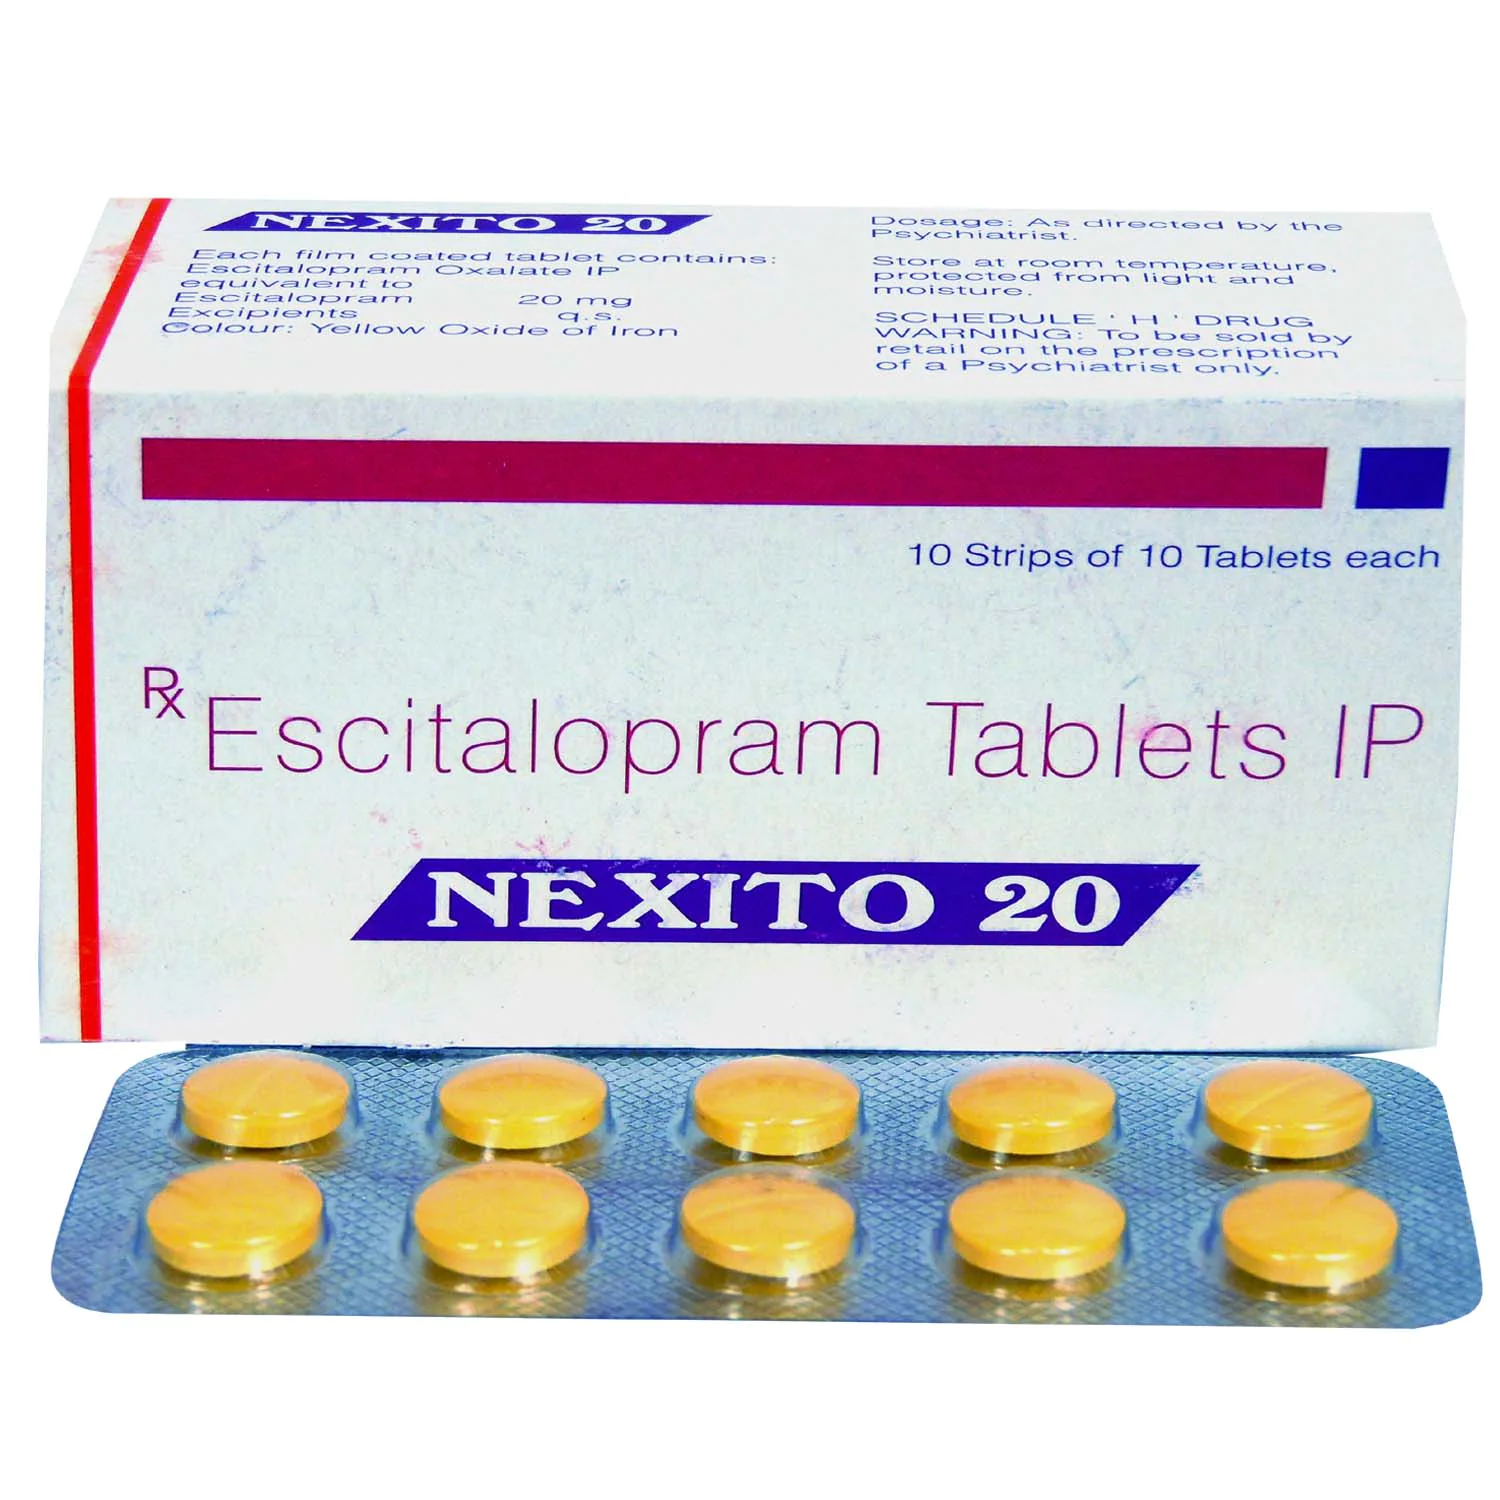 NEXITO 20
Each film coated tablet contains:
Escitalopram Oxalate IP
equivalent to
Escitalopram 20 mg
Excipients q.s.
Colour: Yellow Oxide of Iron
Dosage: As directed by the
Psychiatrist.
Store at room temperature,
protected from light and
moisture.
SCHEDULE ' H ' DRUG
WARNING: To be sold by
retail on the prescription
of a Psychiatrist only.
10 Strips of 10 Tablets each
Rx Escitalopram Tablets IP
NEXITO 20